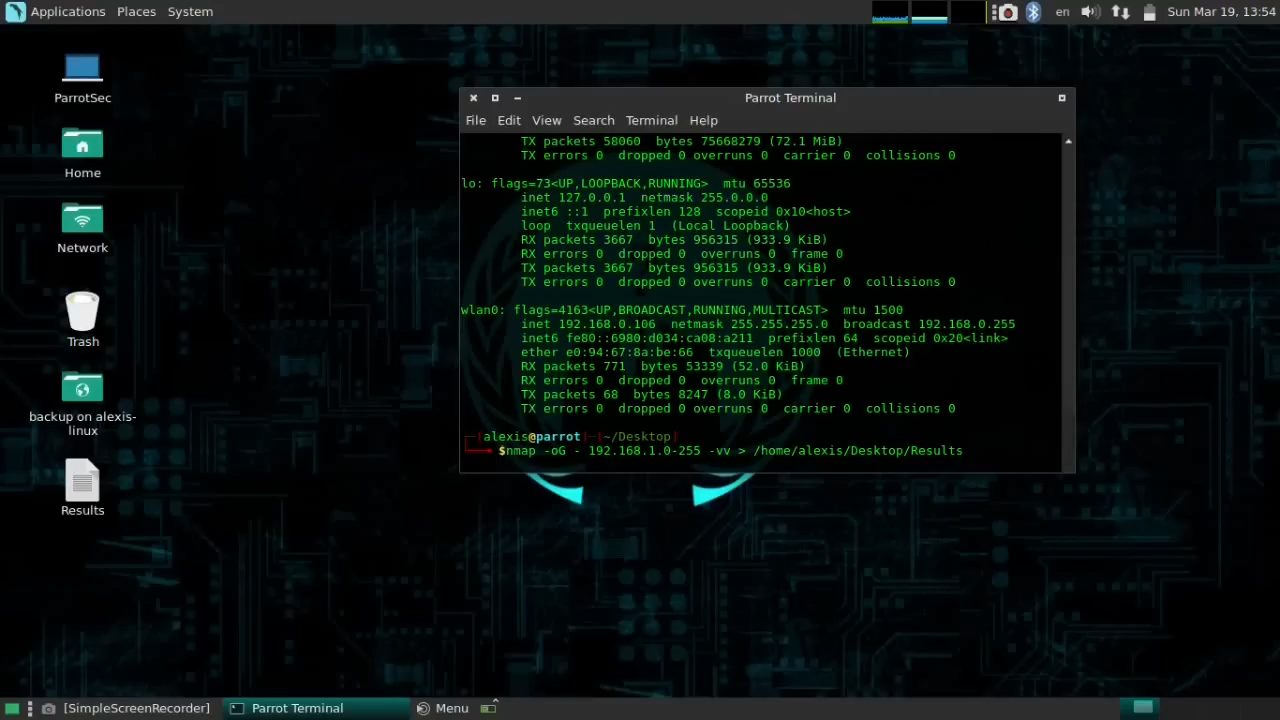 Applications Places System en Sun Mar 19, 13:54
ParrotSec
Home
Network
Trash
backup on alexis-
linux
Results
Parrot Terminal
File Edit View Search Terminal Help
TX packets 58060 bytes 75668279 (72.1 MiB)
TX errors 0 dropped 0 overruns 0 carrier 0 collisions 0
lo: flags=73<UP,LOOPBACK,RUNNING> mtu 65536
inet 127.0.0.1 netmask 255.0.0.0
inet6 ::1 prefixlen 128 scopeid 0x10<host>
loop txqueuelen 1 (Local Loopback)
RX packets 3667 bytes 956315 (933.9 KiB)
RX errors 0 dropped 0 overruns 0 frame 0
TX packets 3667 bytes 956315 (933.9 KiB)
TX errors 0 dropped 0 overruns 0 carrier 0 collisions 0
wlan0: flags=4163<UP,BROADCAST,RUNNING,MULTICAST> mtu 1500
inet 192.168.0.106 netmask 255.255.255.0 broadcast 192.168.0.255
inet6 fe80::6980:d034:ca08:a211 prefixlen 64 scopeid 0x20<link>
ether e0:94:67:8a:be:66 txqueuelen 1000 (Ethernet)
RX packets 771 bytes 53339 (52.0 KiB)
RX errors 0 dropped 0 overruns 0 frame 0
TX packets 68 bytes 8247 (8.0 KiB)
TX errors 0 dropped 0 overruns 0 carrier 0 collisions 0
┌─[alexis@parrot]─[~/Desktop]
└──╼ $nmap -oG - 192.168.1.0-255 -vv > /home/alexis/Desktop/Results
[SimpleScreenRecorder] Parrot Terminal Menu